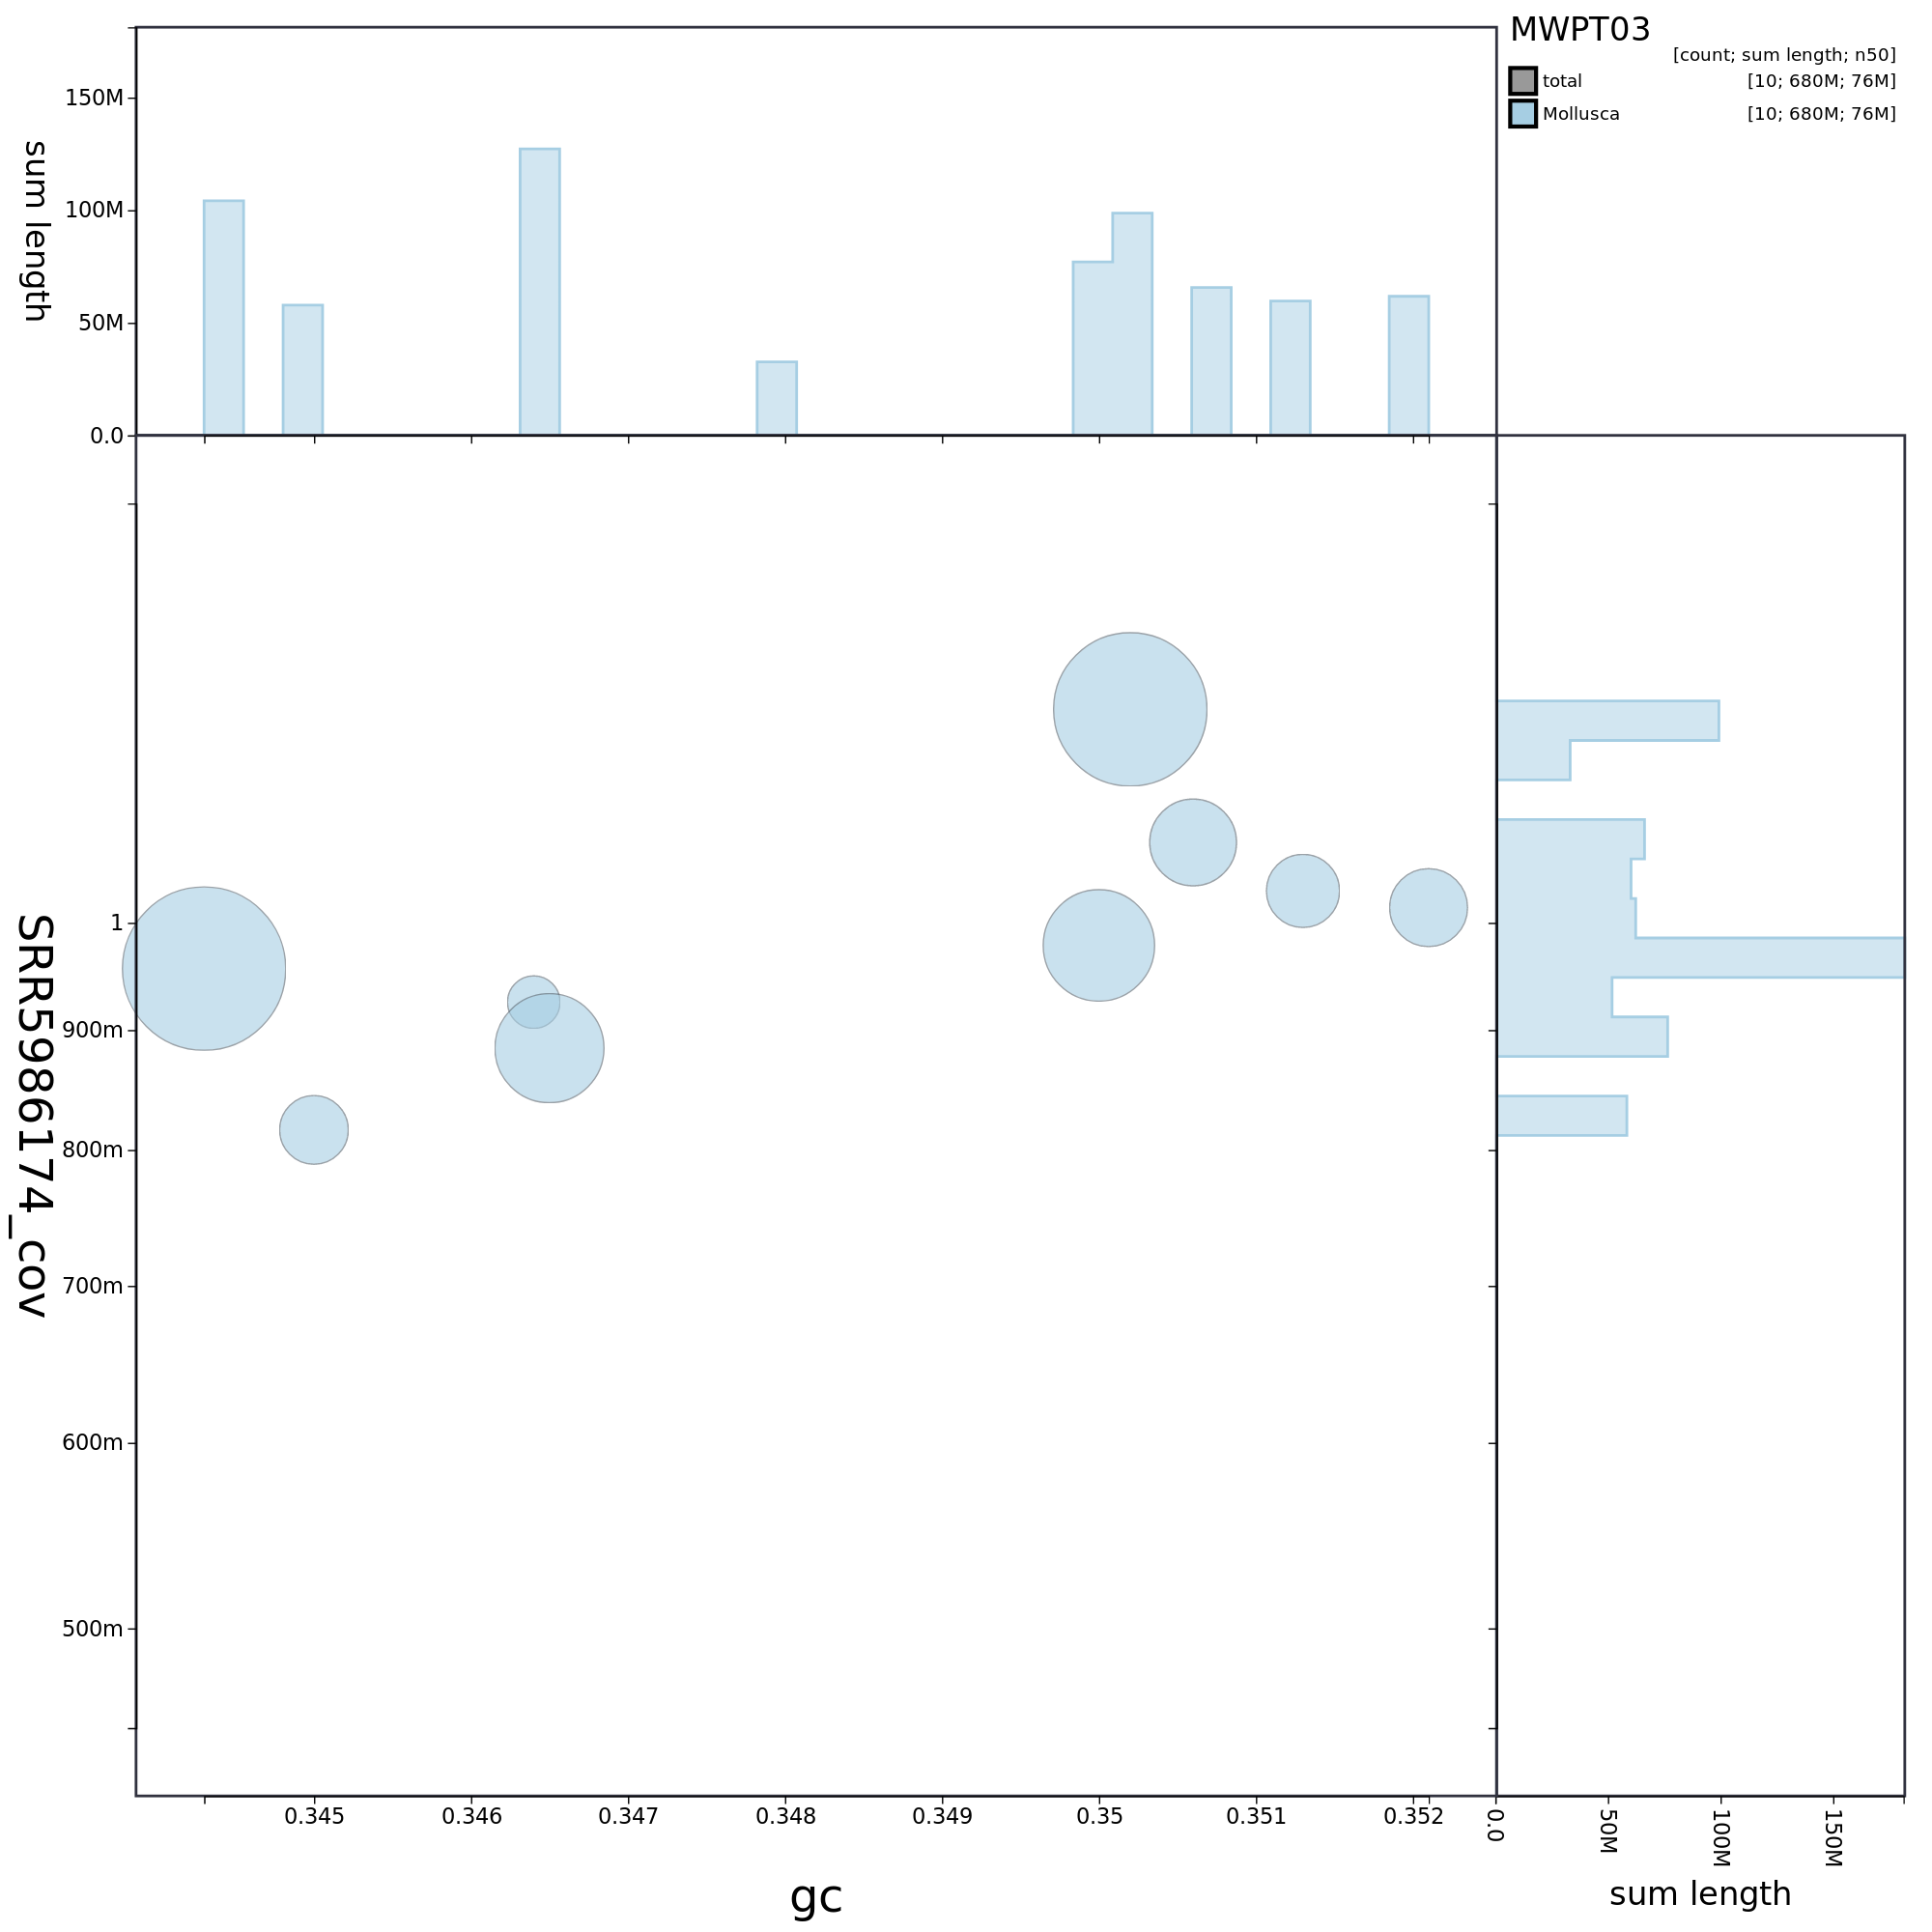 MWPT03
[count; sum length; n50]
total [10; 680M; 76M]
Mollusca [10; 680M; 76M]
sum length
150M
100M
50M
0.0
SRR5986174_cov
1
900m
800m
700m
600m
500m
0.345 0.346 0.347 0.348 0.349 0.35 0.351 0.352
gc
0.0 50M 100M 150M
sum length